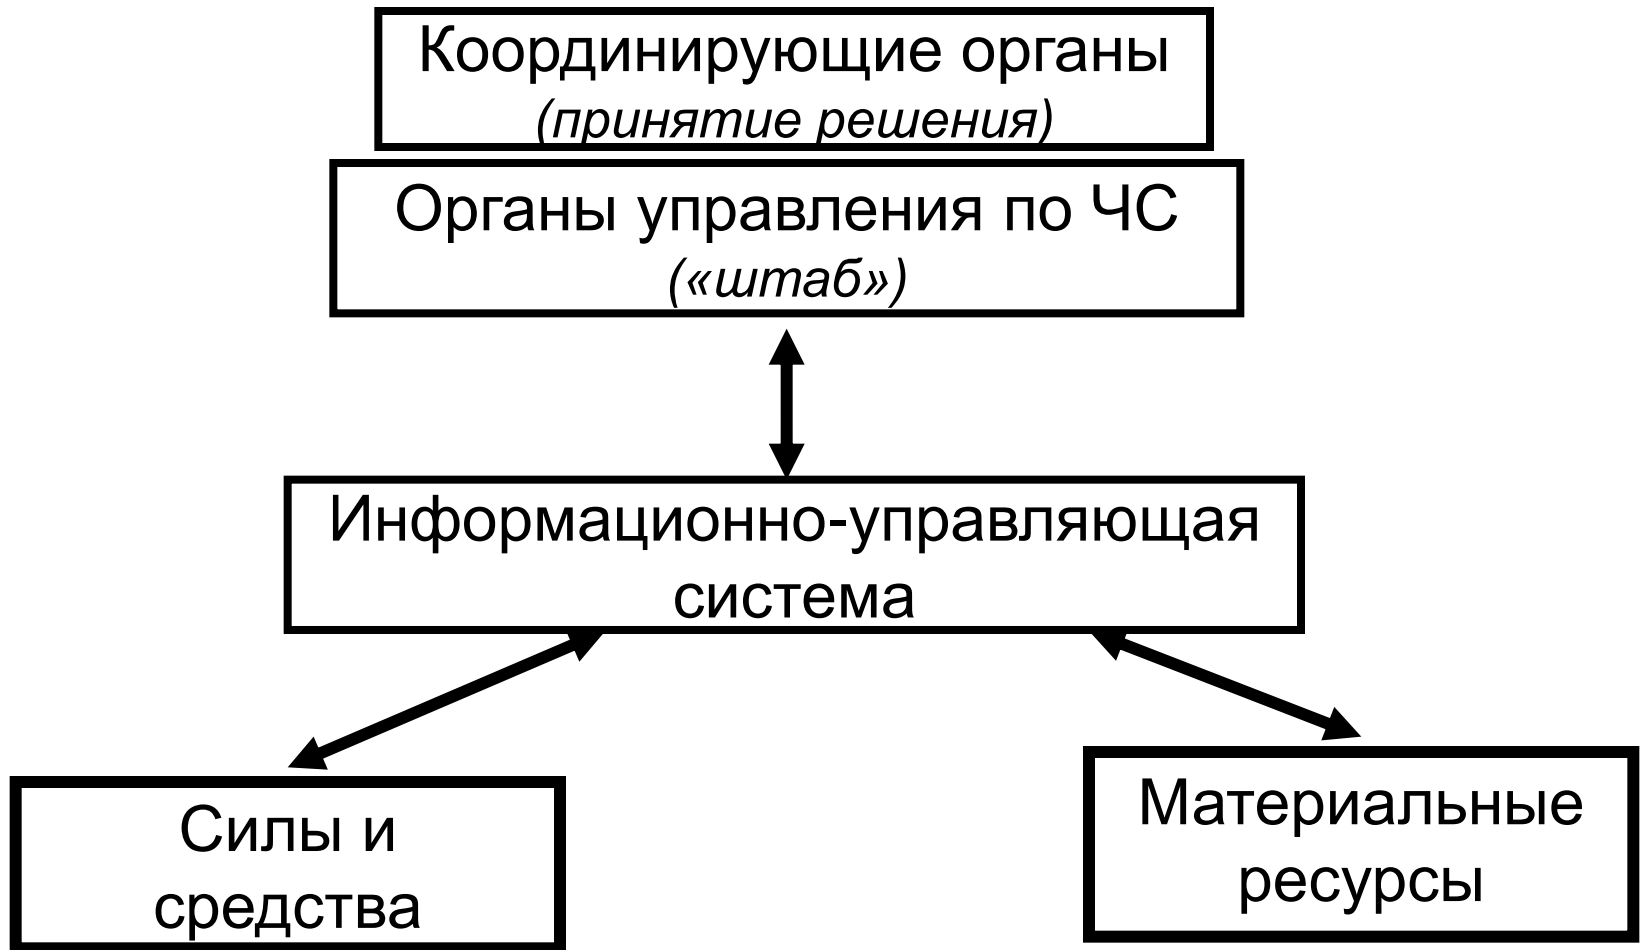 Координирующие органы
(принятие решения)
Органы управления по ЧС
(«штаб»)
Информационно-управляющая
система
Силы и
средства
Материальные
ресурсы